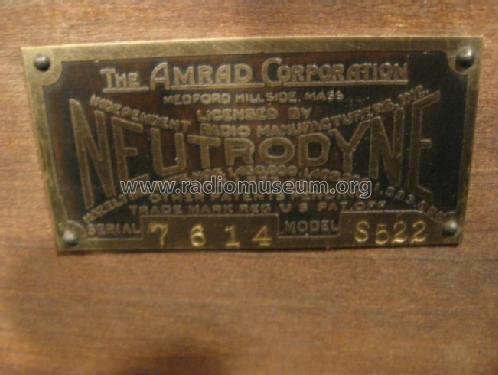 THE AMRAD CORPORATION
MEDFORD HILLSIDE, MASS
LICENSED BY
INDEPENDENT RADIO MANUFACTURERS, INC.
NEUTRODYNE
© www.radiomuseum.org
OTHER PATENTS PENDING
TRADE MARK REG. U S PAT. OFF
SERIAL 7614 MODEL S522